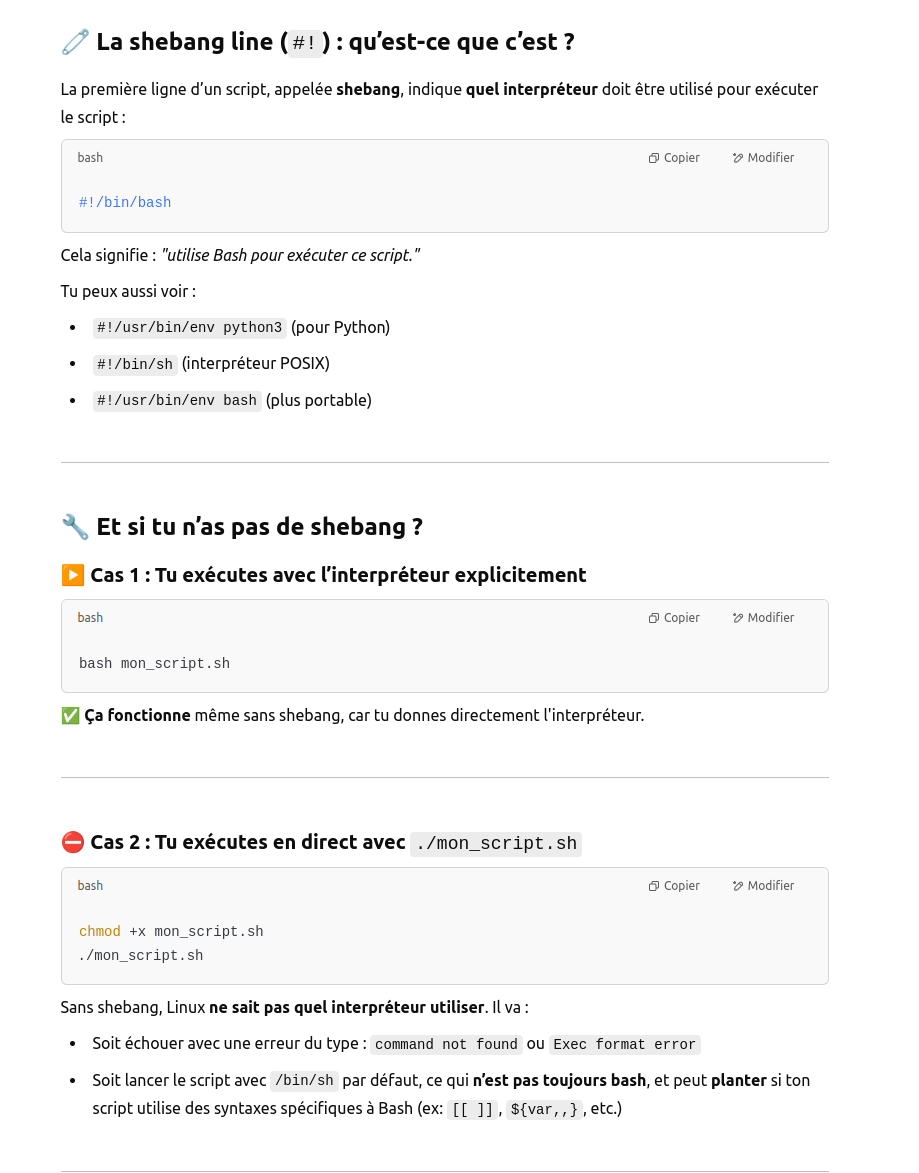 La shebang line (#!) : qu’est-ce que c’est ?
La première ligne d’un script, appelée shebang, indique quel interpréteur doit être utilisé pour exécuter
le script :
bash Copier Modifier
#!/bin/bash
Cela signifie : "utilise Bash pour exécuter ce script."
Tu peux aussi voir :
• #!/usr/bin/env python3 (pour Python)
• #!/bin/sh (interpréteur POSIX)
• #!/usr/bin/env bash (plus portable)
Et si tu n’as pas de shebang ?
Cas 1 : Tu exécutes avec l’interpréteur explicitement
bash Copier Modifier
bash mon_script.sh
✅ Ça fonctionne même sans shebang, car tu donnes directement l'interpréteur.
Cas 2 : Tu exécutes en direct avec ./mon_script.sh
bash Copier Modifier
chmod +x mon_script.sh
./mon_script.sh
Sans shebang, Linux ne sait pas quel interpréteur utiliser. Il va :
• Soit échouer avec une erreur du type : command not found ou Exec format error
• Soit lancer le script avec /bin/sh par défaut, ce qui n’est pas toujours bash, et peut planter si ton
script utilise des syntaxes spécifiques à Bash (ex: [[ ]], ${var,,}, etc.)